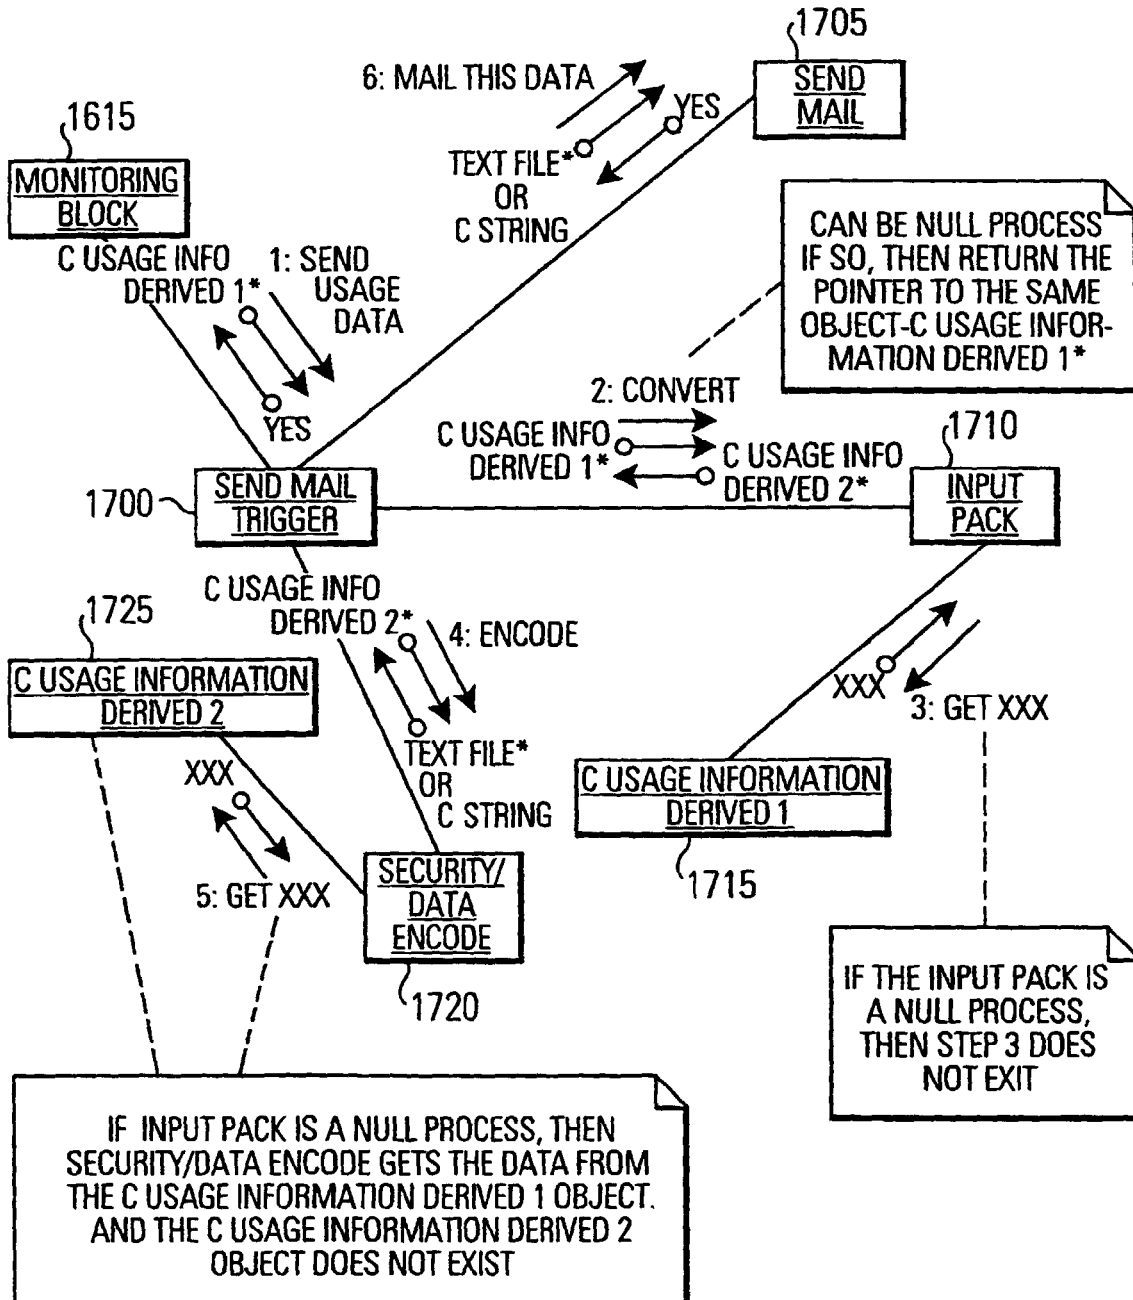 1705
6: MAIL THIS DATA
SEND
MAIL
YES
1615
TEXT FILE*
OR
C STRING
MONITORING
BLOCK
CAN BE NULL PROCESS
IF SO, THEN RETURN THE
POINTER TO THE SAME
OBJECT-C USAGE INFOR-
MATION DERIVED 1*
C USAGE INFO
DERIVED 1*
1: SEND
USAGE
DATA
YES
2: CONVERT
C USAGE INFO
DERIVED 1*
C USAGE INFO
DERIVED 2*
1710
INPUT
PACK
1700
SEND MAIL
TRIGGER
C USAGE INFO
DERIVED 2*
4: ENCODE
1725
C USAGE INFORMATION
DERIVED 2
XXX
3: GET XXX
TEXT FILE*
OR
C STRING
XXX
5: GET XXX
C USAGE INFORMATION
DERIVED 1
1715
SECURITY/
DATA
ENCODE
1720
IF THE INPUT PACK IS
A NULL PROCESS,
THEN STEP 3 DOES
NOT EXIT
IF INPUT PACK IS A NULL PROCESS, THEN
SECURITY/DATA ENCODE GETS THE DATA FROM
THE C USAGE INFORMATION DERIVED 1 OBJECT.
AND THE C USAGE INFORMATION DERIVED 2
OBJECT DOES NOT EXIST